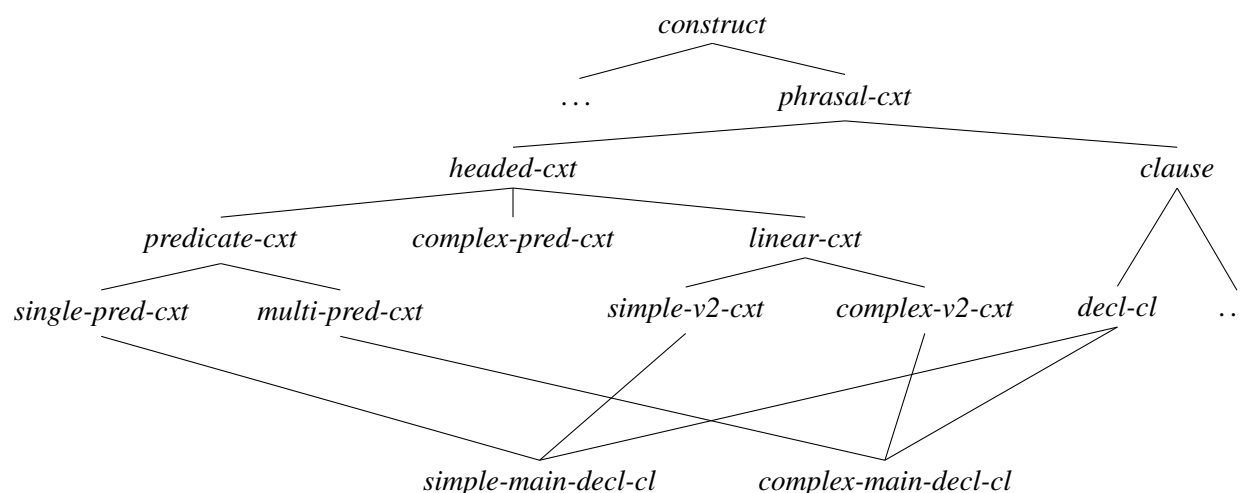 construct
... phrasal-cxt
headed-cxt clause
predicate-cxt complex-pred-cxt linear-cxt
single-pred-cxt multi-pred-cxt simple-v2-cxt complex-v2-cxt decl-cl ..
simple-main-decl-cl complex-main-decl-cl